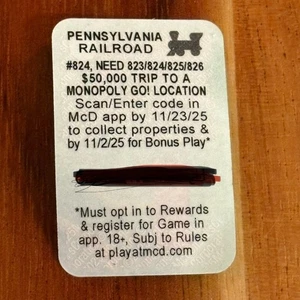 PENNSYLVANIA
RAILROAD
#824, NEED 823/824/825/826
$50,000 TRIP TO A
MONOPOLY GO! LOCATION
Scan/Enter code in
McD app by 11/23/25
to collect properties &
by 11/2/25 for Bonus Play*
*Must opt in to Rewards
& register for Game in
app. 18+, Subj to Rules
at playatmcd.com